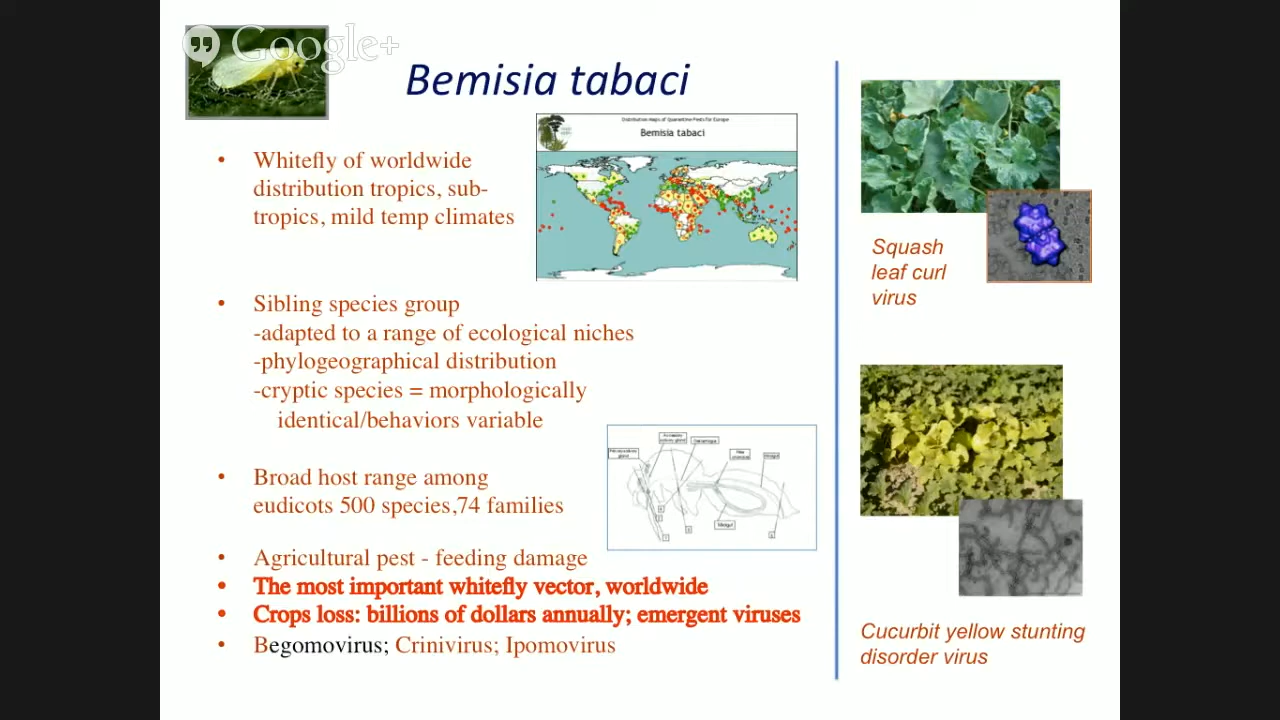 Google+
Bemisia tabaci
Distribution Maps of Quarantine Pests for Europe
Bemisia tabaci
• Whitefly of worldwide
distribution tropics, sub-
tropics, mild temp climates
• Sibling species group
-adapted to a range of ecological niches
-phylogeographical distribution
-cryptic species = morphologically
identical/behaviors variable
• Broad host range among
eudicots 500 species,74 families
Midgut
• Agricultural pest - feeding damage
• The most important whitefly vector, worldwide
• Crops loss: billions of dollars annually; emergent viruses
• Begomovirus; Crinivirus; Ipomovirus
Squash
leaf curl
virus
Cucurbit yellow stunting
disorder virus